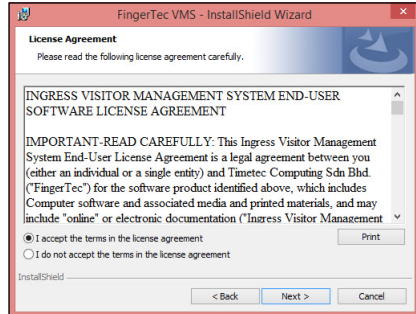 FingerTec VMS - InstallShield Wizard
License Agreement
Please read the following license agreement carefully.
INGRESS VISITOR MANAGEMENT SYSTEM END-USER
SOFTWARE LICENSE AGREEMENT
IMPORTANT-READ CAREFULLY: This Ingress Visitor Management
System End-User License Agreement is a legal agreement between you
(either an individual or a single entity) and Timetec Computing Sdn Bhd.
("FingerTec") for the software product identified above, which includes
Computer software and associated media and printed materials, and may
include "online" or electronic documentation ("Ingress Visitor Management
I accept the terms in the license agreement
Print
I do not accept the terms in the license agreement
InstallShield
< Back
Next >
Cancel